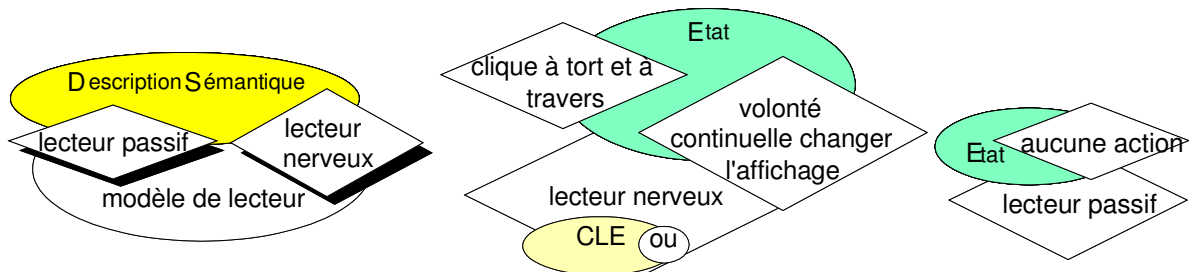 Description Sémantique
lecteur passif
lecteur
nerveux
modèle de lecteur
Etat
clique à tort et à
travers
volonté
continuelle changer
l'affichage
lecteur nerveux
CLE
ou
Etat
aucune action
lecteur passif